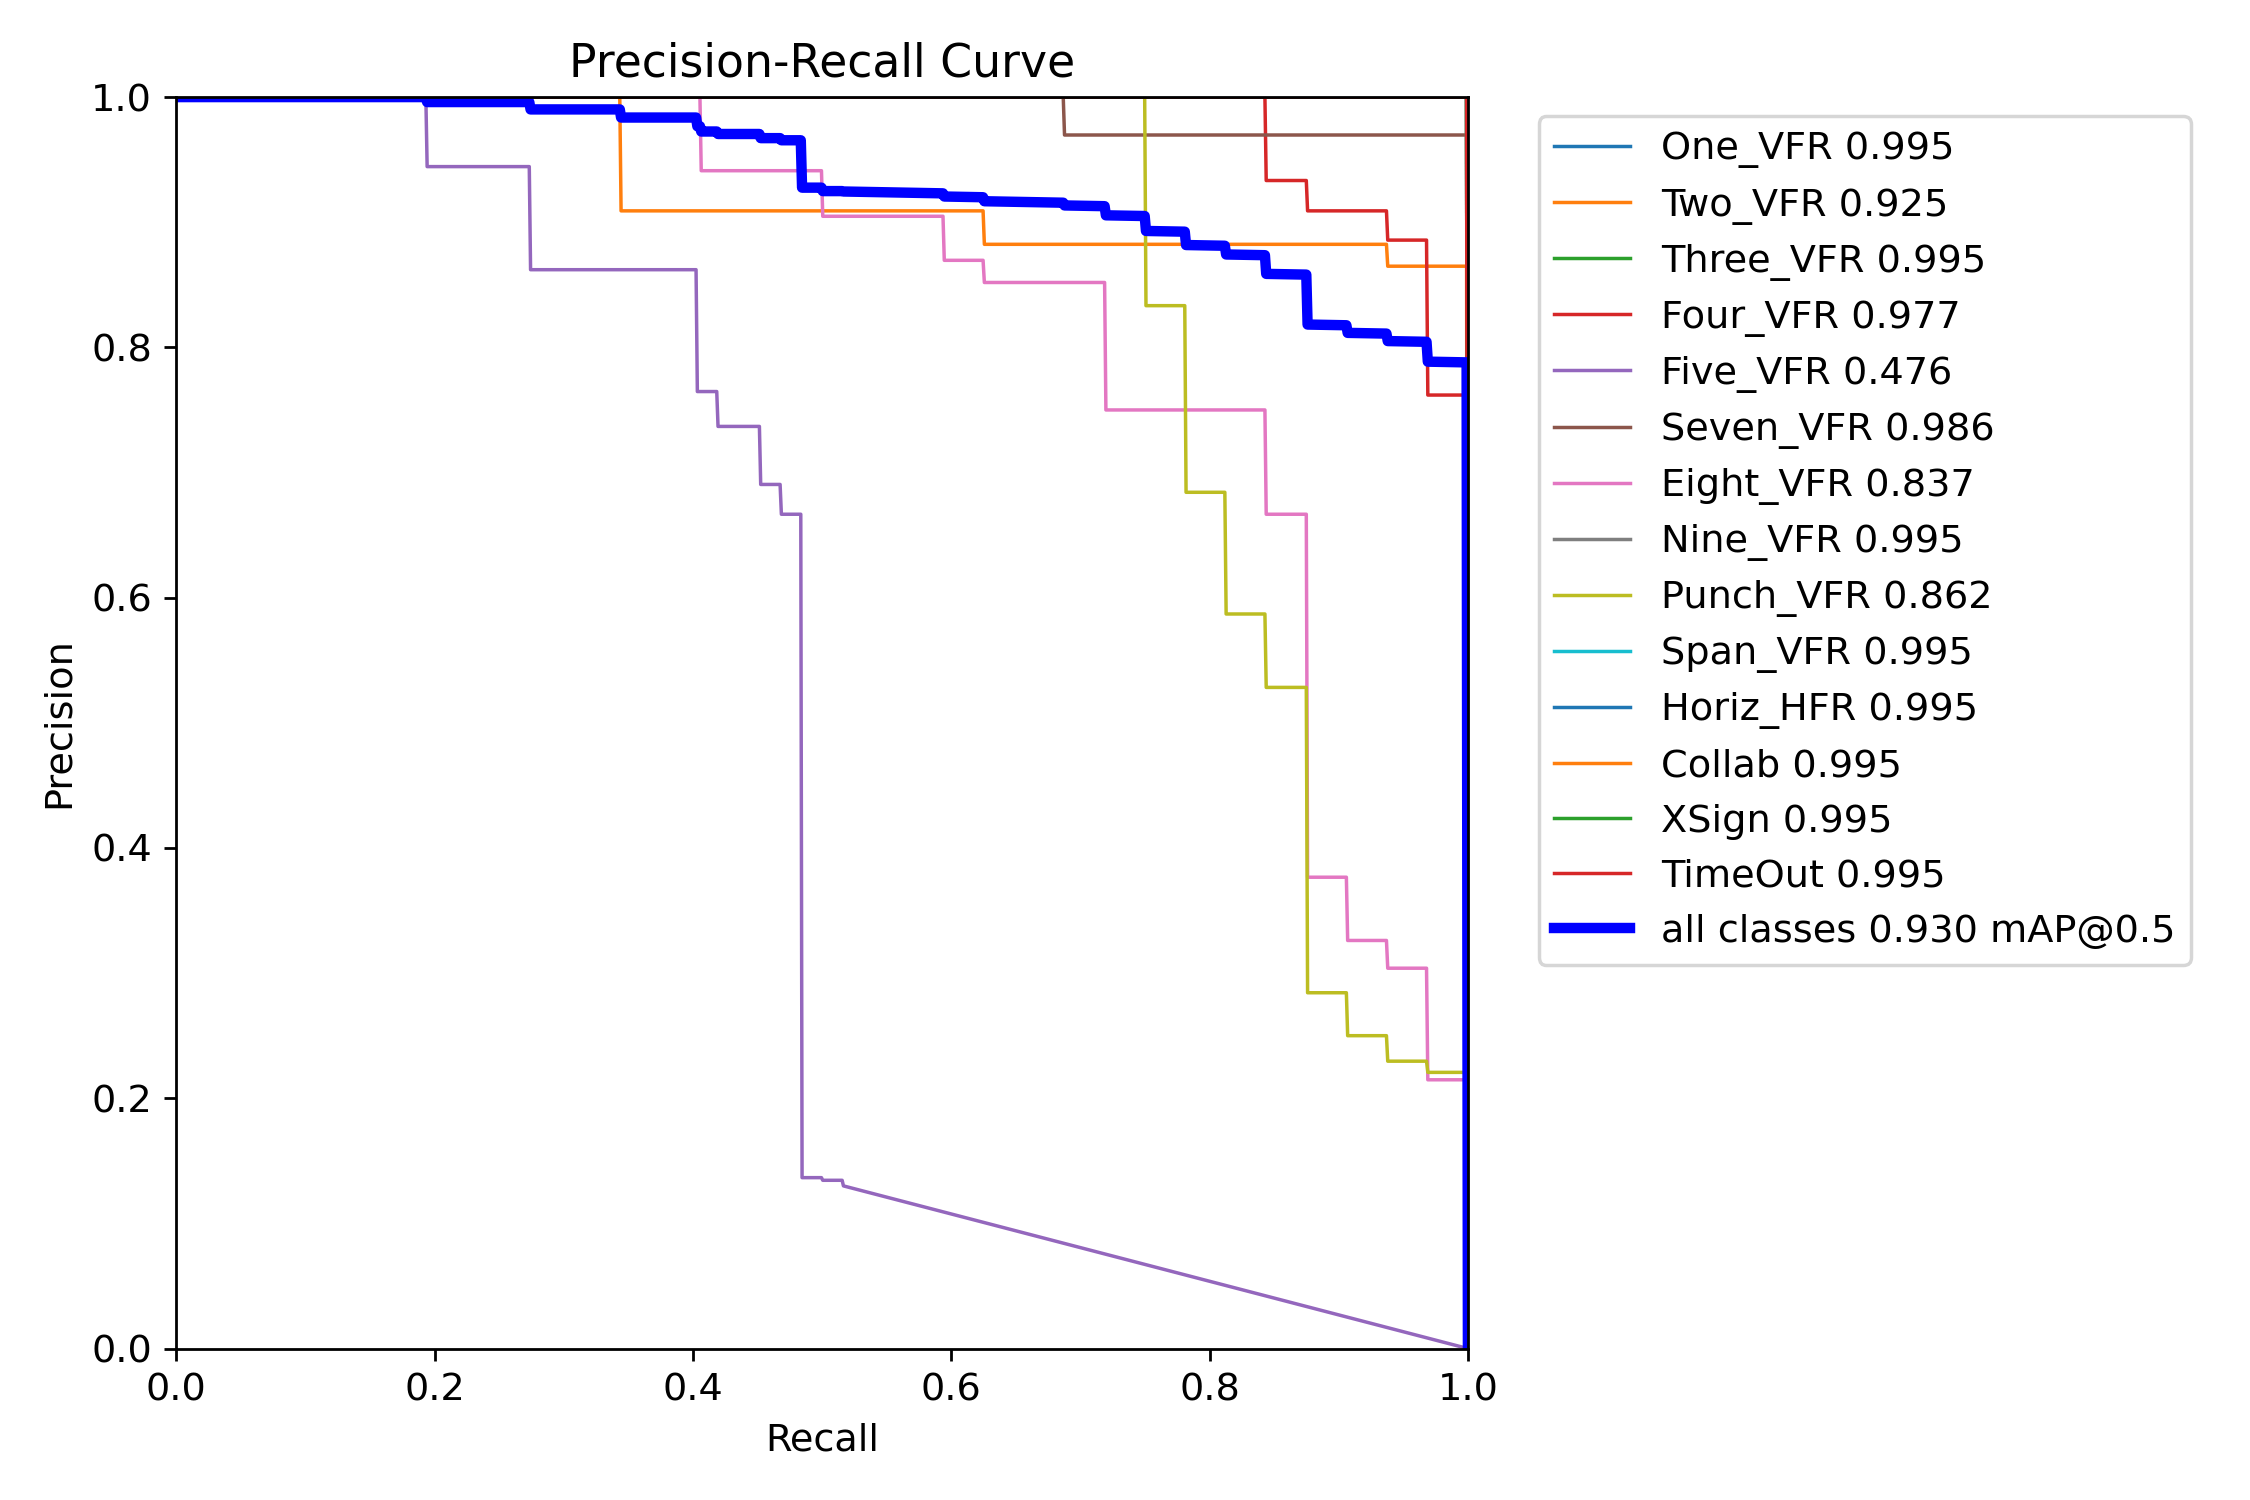 Precision-Recall Curve
1.0
0.8
0.6
0.4
0.2
0.0
Precision
0.0 0.2 0.4 0.6 0.8 1.0
Recall
One_VFR 0.995
Two_VFR 0.925
Three_VFR 0.995
Four_VFR 0.977
Five_VFR 0.476
Seven_VFR 0.986
Eight_VFR 0.837
Nine_VFR 0.995
Punch_VFR 0.862
Span_VFR 0.995
Horiz_HFR 0.995
Collab 0.995
XSign 0.995
TimeOut 0.995
all classes 0.930 mAP@0.5